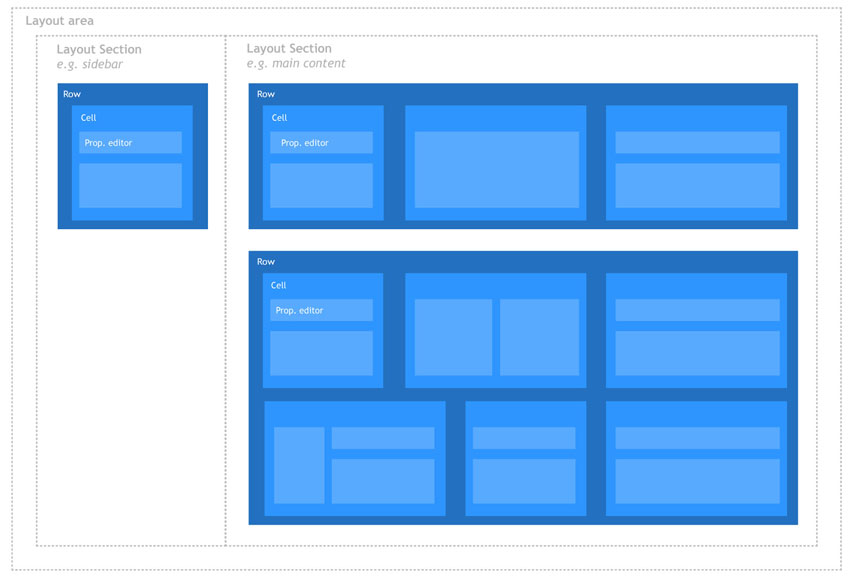 Layout area
Layout Section
e.g. sidebar
Row
Cell
Prop. editor
Layout Section
e.g. main content
Row
Cell
Prop. editor
Row
Cell
Prop. editor